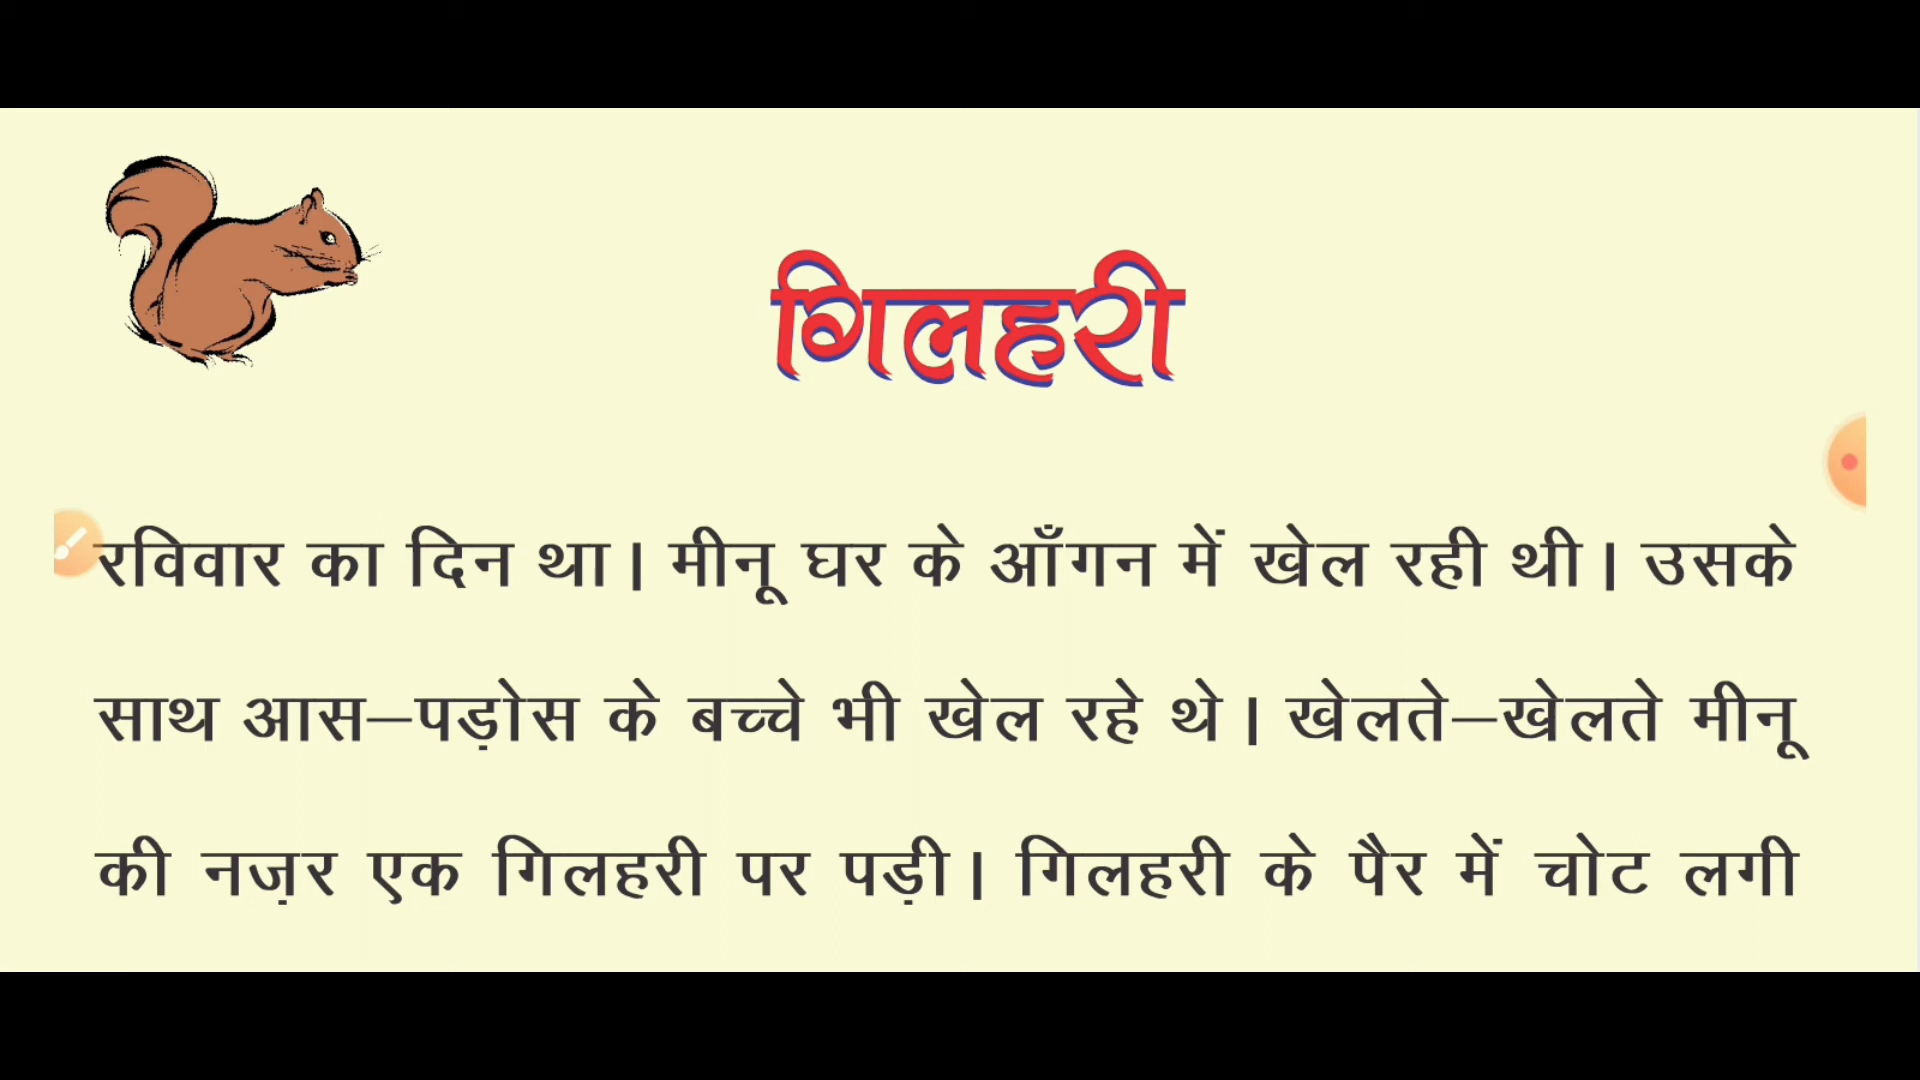 गिलहरी
रविवार का दिन था। मीनू घर के आँगन में खेल रही थी। उसके
साथ आस–पड़ोस के बच्चे भी खेल रहे थे। खेलते–खेलते मीनू
की नज़र एक गिलहरी पर पड़ी। गिलहरी के पैर में चोट लगी